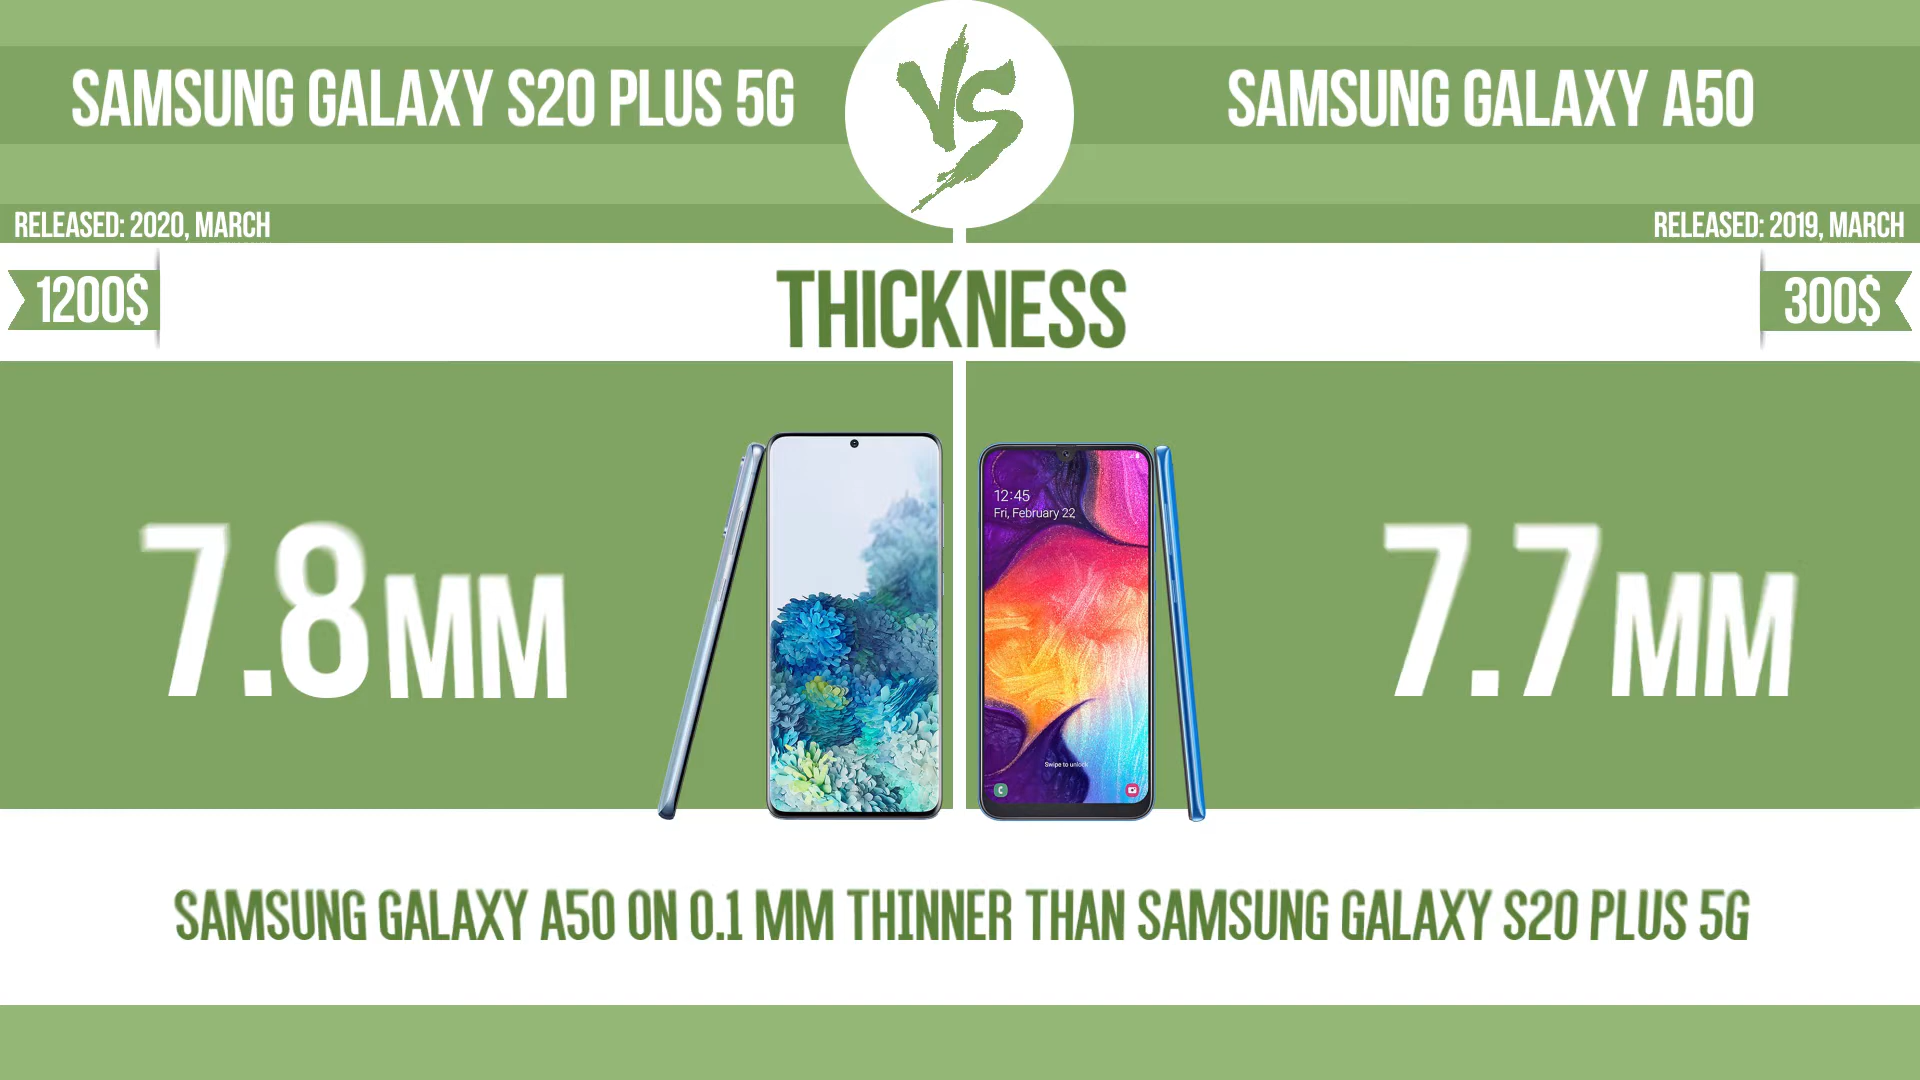 SAMSUNG GALAXY S20 PLUS 5G
VS
SAMSUNG GALAXY A50
RELEASED: 2020, MARCH
RELEASED: 2019, MARCH
1200$
THICKNESS
300$
12:45
Fri, February 22
7.8MM
7.7MM
Swipe to unlock
SAMSUNG GALAXY A50 ON 0.1 MM THINNER THAN SAMSUNG GALAXY S20 PLUS 5G